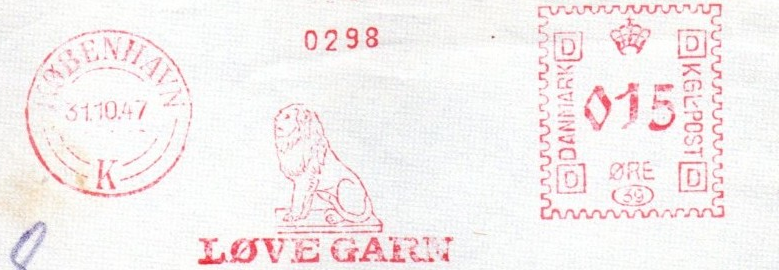 KØBENHAVN
31.10.47
K
0298
LØVE GARN
D D
DANMARK
015
KGL. POST
ØRE
D D
39